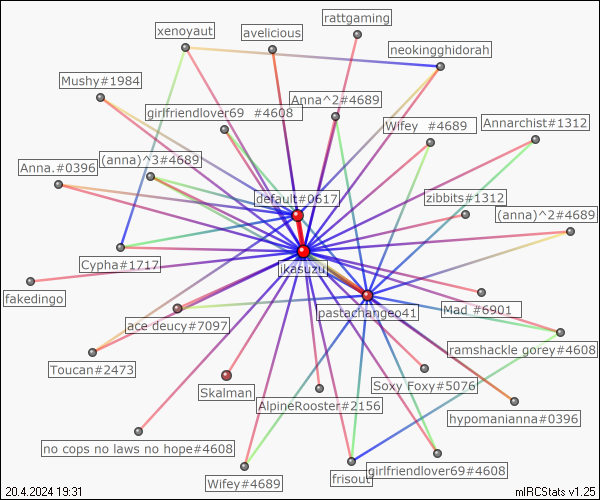 rattgaming
xenoyaut
avelicious
neokingghidorah
Mushy#1984
Anna^2#4689
girlfriendlover69 #4608
Wifey #4689
Annarchist#1312
(anna)^3#4689
Anna.#0396
default#0617
zibbits#1312
(anna)^2#4689
Cypha#1717
ikasuzu
fakedingo
pastachangeo41
Mad #6901
ace deucy#7097
ramshackle gorey#4608
Toucan#2473
Soxy Foxy#5076
Skalman
AlpineRooster#2156
hypomanianna#0396
no cops no laws no hope#4608
girlfriendlover69#4608
Wifey#4689
frisout
20.4.2024 19:31
mIRCStats v1.25